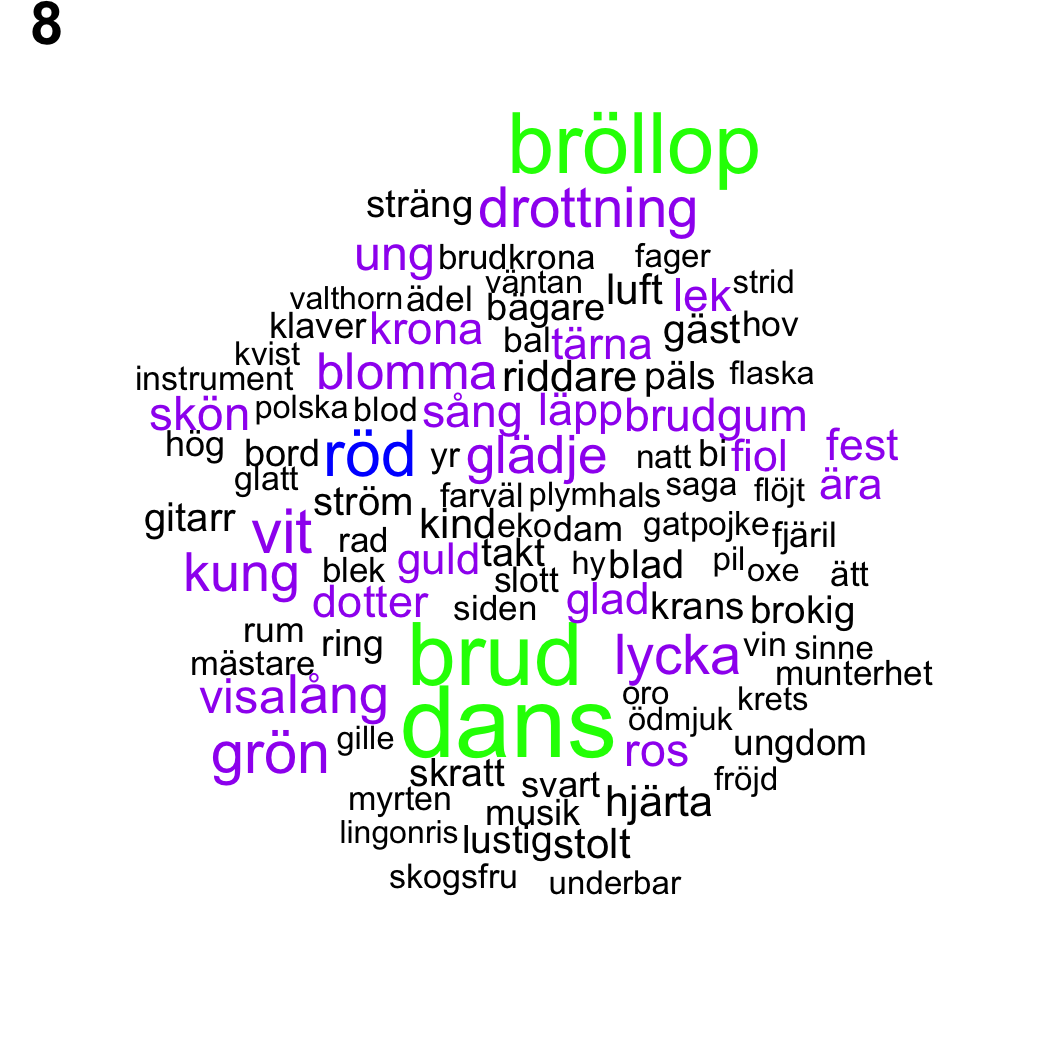 8
bröllop
sträng drottning
ung brudkrona fager
valthorn ädel väntan bägare luft lek strid
klaver krona bal tärna gäst hov
kvist
instrument blomma riddare päls flaska
skön polska blod sång läpp brudgum
hög bord röd yr glädje natt bi fiol fest
glatt ström farväl plym hals saga flöjt ära
gitarr vit rad kind eko dam gatpojke fjäril
kung blek guld takt slott hy blad pil oxe ätt
dotter siden glad krans brokig
rum ring brud lycka vin sinne
mästare munterhet
visa lång dans oro krets
ödmjuk
grön gille ros ungdom
skratt svart fröjd
myrten musik hjärta
lingonris lustig stolt
skogsfru underbar